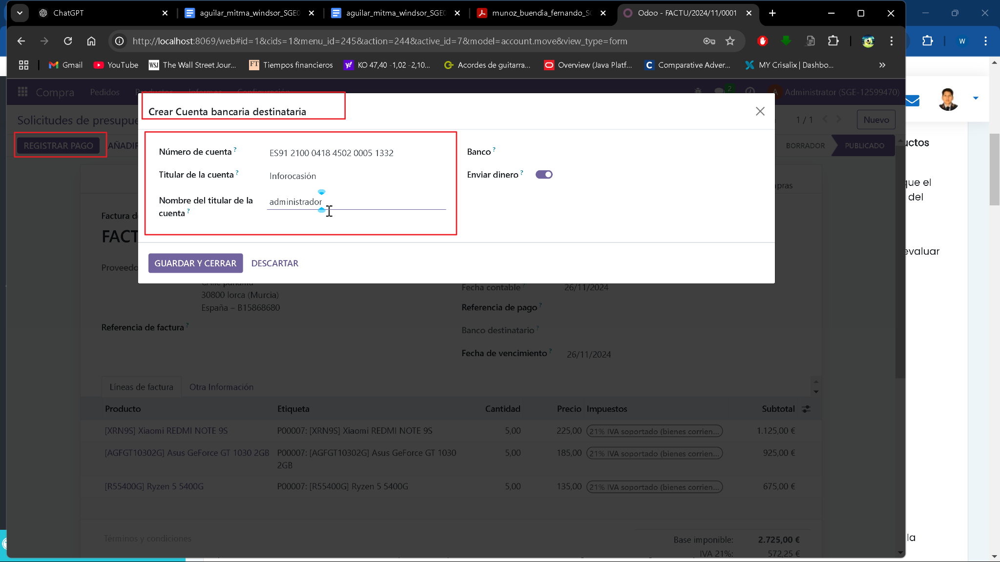 ChatGPT
aguilar_mitma_windsor_SGE0
aguilar_mitma_windsor_SGE0
munoz_buendia_fernando_SG
Odoo - FACTU/2024/11/0001
http://localhost:8069/web#id=1&cids=1&menu_id=245&action=244&active_id=7&model=account.move&view_type=form
W
Gmail
YouTube
WSJ The Wall Street Jour...
FT Tiempos financieros
KO 47,40 -1,02 -2,10...
Acordes de guitarra...
Overview (Java Platf...
Comparative Adver...
MY Crisalix | Dashbo...
Compra
Pedidos
Productos
Informes
Configuración
2
A Administrator (SGE-12599470)
Solicitudes de presupue
1 / 1
Nuevo
REGISTRAR PAGO
AÑADIR
BORRADOR
PUBLICADO
Crear Cuenta bancaria destinataria
Número de cuenta ?
ES91 2100 0418 4502 0005 1332
Banco ?
Titular de la cuenta ?
Inforocasión
Enviar dinero ?
Nombre del titular de la
cuenta ?
administrador
GUARDAR Y CERRAR
DESCARTAR
pras
Factura d
FACT
Proveedo
Calle panamá
30800 lorca (Murcia)
España – B15868680
Fecha contable ?
26/11/2024
Referencia de pago ?
Referencia de factura ?
Banco destinatario ?
Fecha de vencimiento ?
26/11/2024
Líneas de factura
Otra Información
Producto
Etiqueta
Cantidad
Precio
Impuestos
Subtotal
[XRN9S] Xiaomi REDMI NOTE 9S
P00007: [XRN9S] Xiaomi REDMI NOTE 9S
5,00
225,00
21% IVA soportado (bienes corrien...
1.125,00 €
[AGFGT10302G] Asus GeForce GT 1030 2GB
P00007: [AGFGT10302G] Asus GeForce GT 1030
2GB
5,00
185,00
21% IVA soportado (bienes corrien...
925,00 €
[R55400G] Ryzen 5 5400G
P00007: [R55400G] Ryzen 5 5400G
5,00
135,00
21% IVA soportado (bienes corrien...
675,00 €
Términos y condiciones
Base imponible:
2.725,00 €
IVA 21%:
572,25 €
uctos
que el
del
evaluar
la